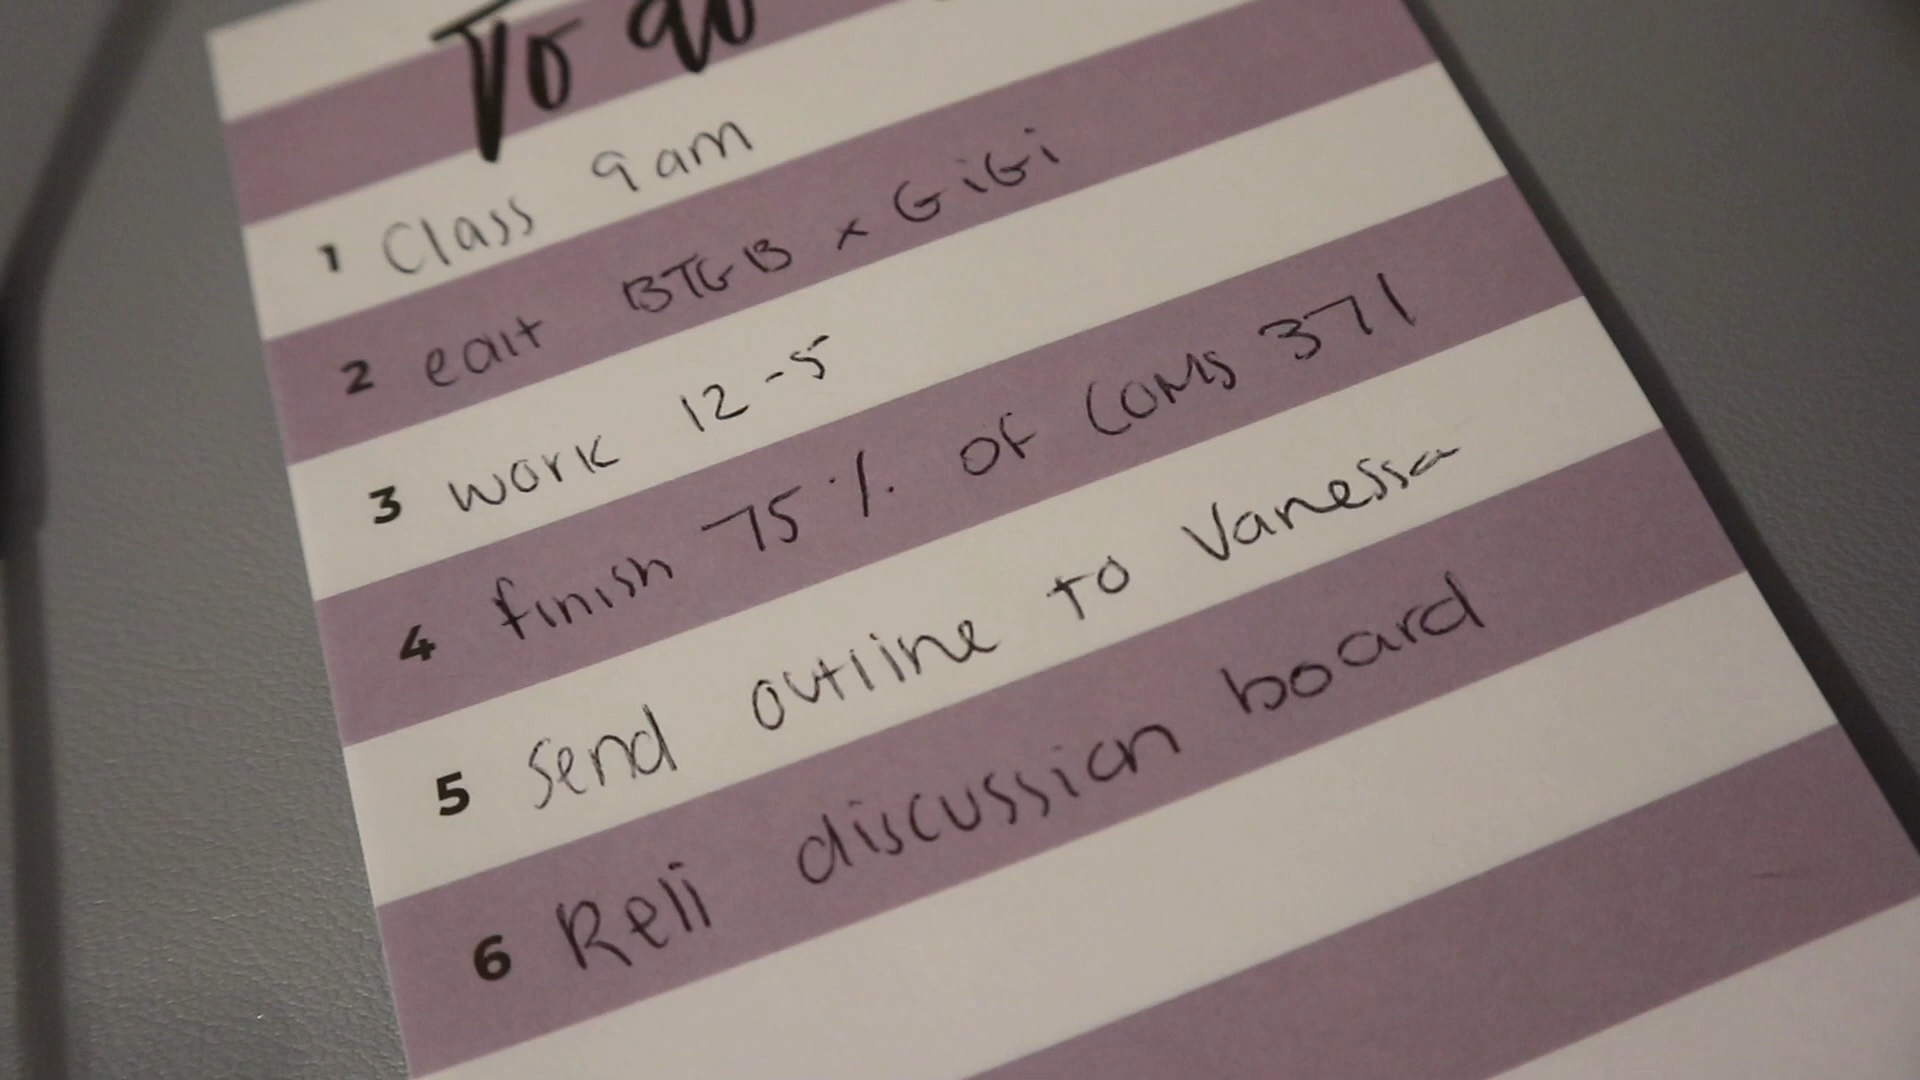 To do
1 Class 9am
2 edit BTGB x GiGi
3 work 12-5
4 finish 75% of COMS 371
5 Send outline to Vanessa
6 Reli discussion board